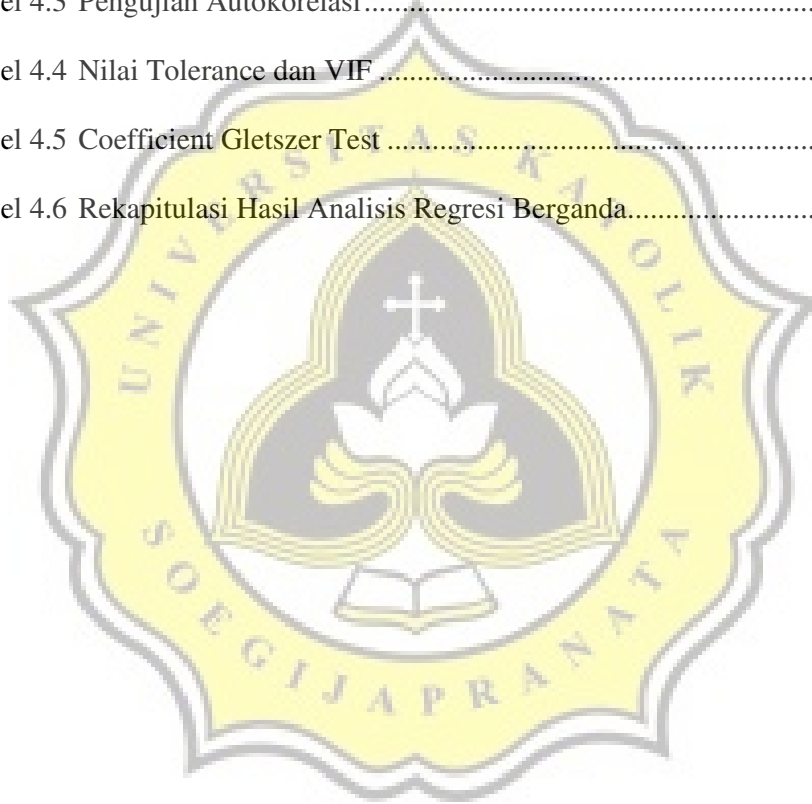 el 4.3 Pengujian Autokorelasi
el 4.4 Nilai Tolerance dan VIF
el 4.5 Coefficient Gletszer Test
el 4.6 Rekapitulasi Hasil Analisis Regresi Berganda
UNIVERSITAS KATOLIK
SOEGIJAPRANATA